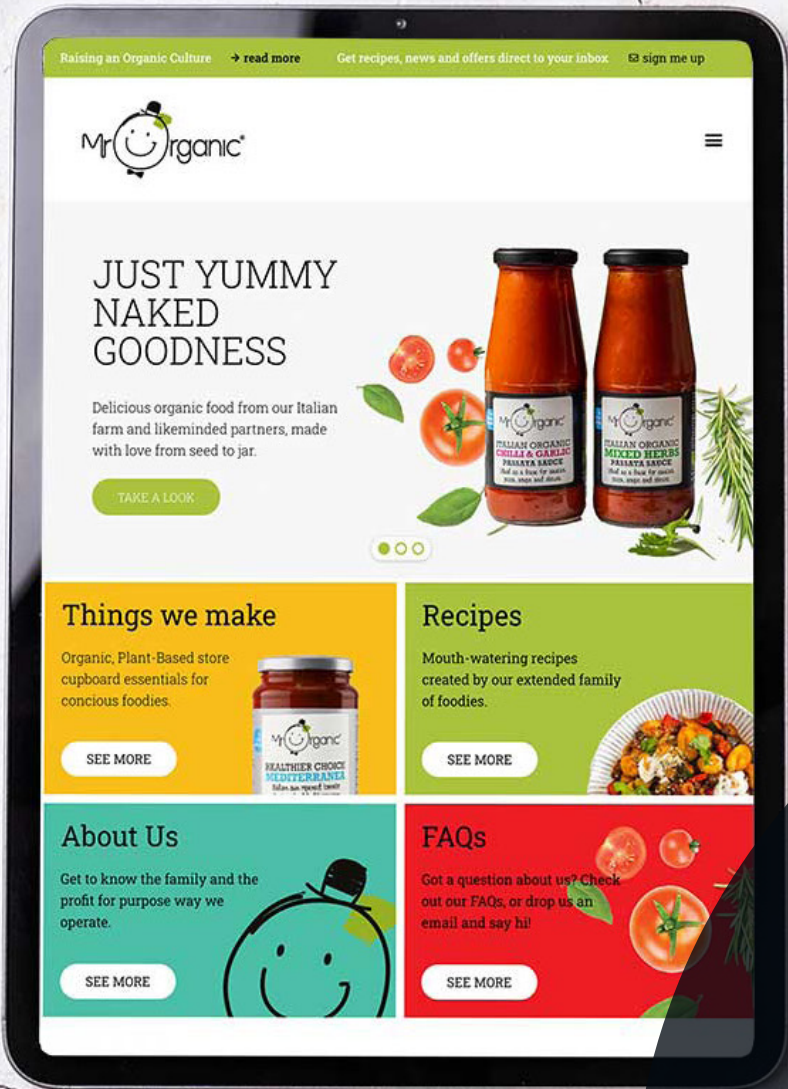 Raising an Organic Culture → read more Get recipes, news and offers direct to your inbox sign me up
Mr Organic®
JUST YUMMY
NAKED
GOODNESS
Delicious organic food from our Italian
farm and likeminded partners, made
with love from seed to jar.
TAKE A LOOK
Mr Organic®
ITALIAN ORGANIC
CHILLI & GARLIC
PASSATA SAUCE
Mr Organic®
ITALIAN ORGANIC
MIXED HERBS
PASSATA SAUCE
Things we make
Organic, Plant-Based store
cupboard essentials for
concious foodies.
SEE MORE
Mr Organic®
HEALTHIER CHOICE
MEDITERRANEA
Recipes
Mouth-watering recipes
created by our extended family
of foodies.
SEE MORE
About Us
Get to know the family and the
profit for purpose way we
operate.
SEE MORE
FAQs
Got a question about us? Check
out our FAQs, or drop us an
email and say hi!
SEE MORE